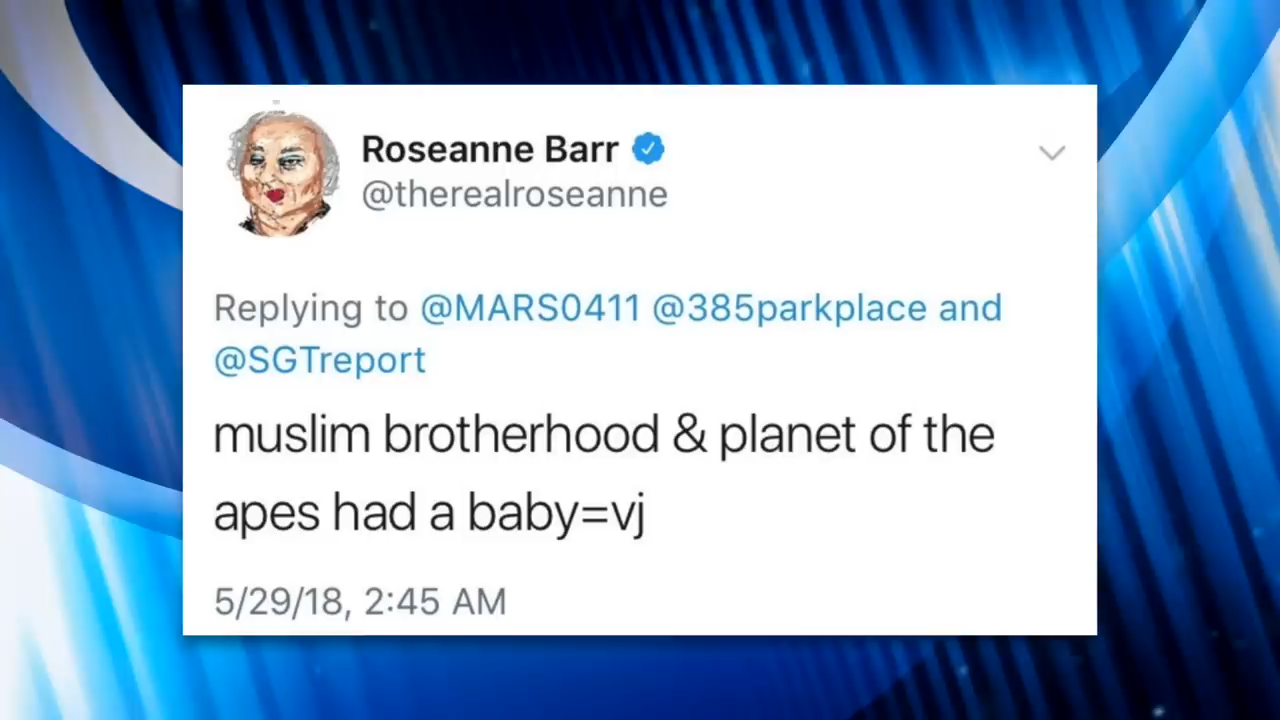 Roseanne Barr
@therealroseanne
Replying to @MARS0411 @385parkplace and
@SGTreport
muslim brotherhood & planet of the
apes had a baby=vj
5/29/18, 2:45 AM